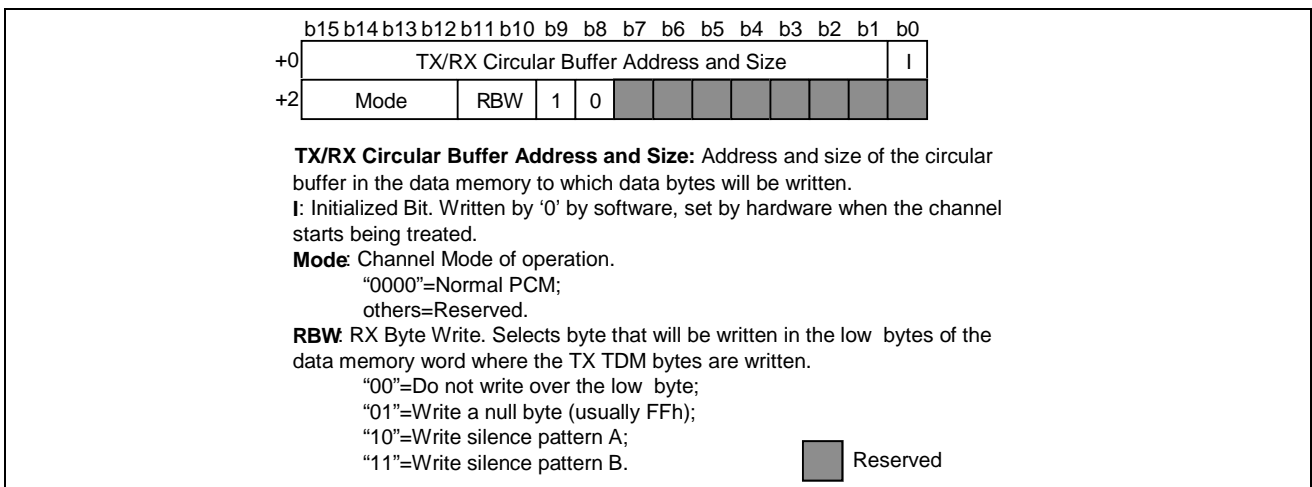 b15 b14 b13 b12 b11 b10 b9 b8 b7 b6 b5 b4 b3 b2 b1 b0
+0 TX/RX Circular Buffer Address and Size I
+2 Mode RBW 1 0
TX/RX Circular Buffer Address and Size: Address and size of the circular
buffer in the data memory to which data bytes will be written.
I: Initialized Bit. Written by ‘0’ by software, set by hardware when the channel
starts being treated.
Mode: Channel Mode of operation.
“0000”=Normal PCM;
others=Reserved.
RBW: RX Byte Write. Selects byte that will be written in the low bytes of the
data memory word where the TX TDM bytes are written.
“00”=Do not write over the low byte;
“01”=Write a null byte (usually FFh);
“10”=Write silence pattern A;
“11”=Write silence pattern B.
Reserved